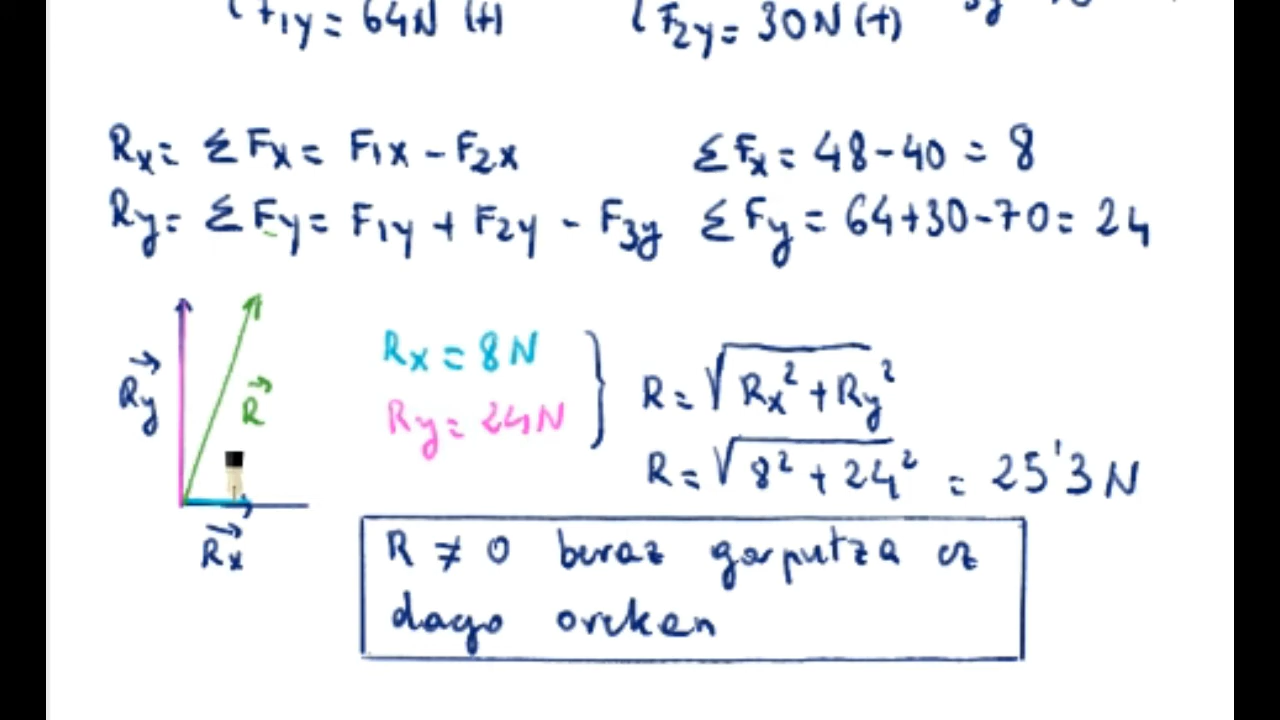 F1y = 64N (+) F2y = 30N (+)
Rx = ΣFx = F1x - F2x ΣFx = 48-40 = 8
Ry = ΣFy = F1y + F2y - F3y ΣFy = 64+30-70 = 24
Ry
R
Rx
Rx = 8N
Ry = 24N
R = √Rx² + Ry²
R = √8² + 24² = 25'3 N
R ≠ 0 beraz gorputza ez
dago orekan